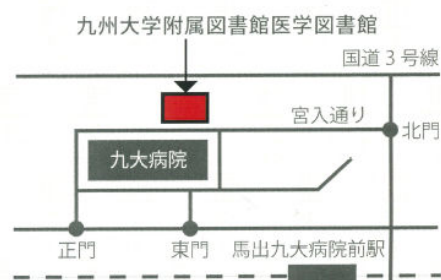 九州大学附属図書館医学図書館
国道3号線
宮入通り
北門
九大病院
正門
東門
馬出九大病院前駅